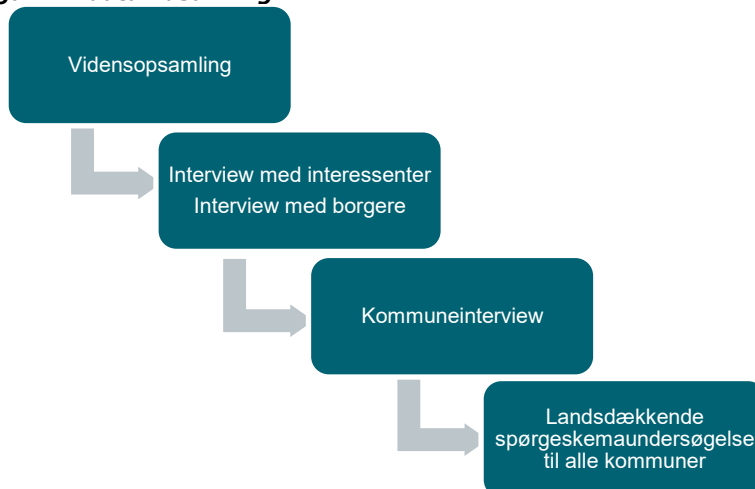 Vidensopsamling
Interview med interessenter
Interview med borgere
Kommuneinterview
Landsdækkende
spørgeskemaundersøgelse
til alle kommuner